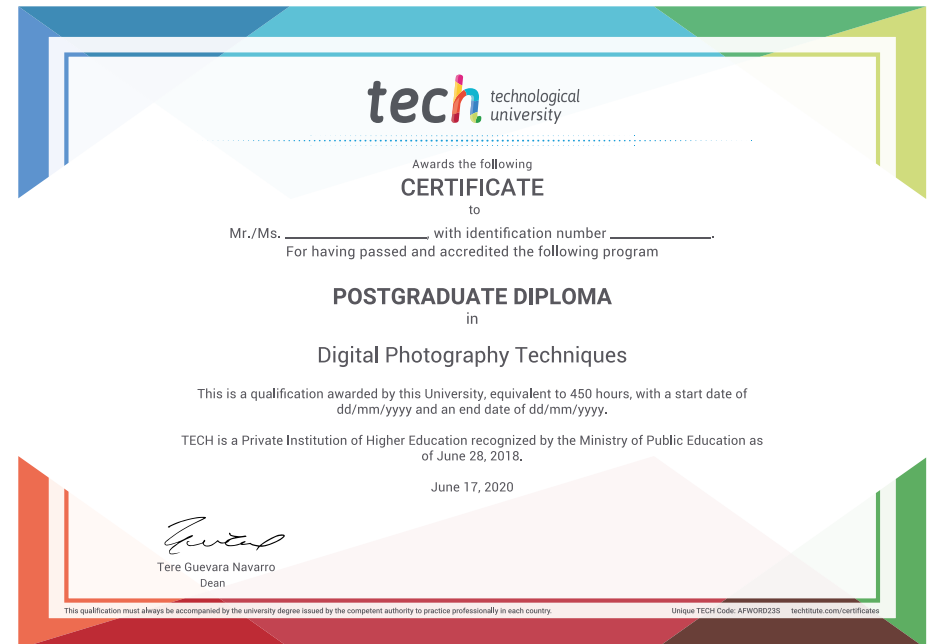 tech technological
university
Awards the following
CERTIFICATE
to
Mr./Ms. ____________, with identification number ____________.
For having passed and accredited the following program
POSTGRADUATE DIPLOMA
in
Digital Photography Techniques
This is a qualification awarded by this University, equivalent to 450 hours, with a start date of
dd/mm/yyyy and an end date of dd/mm/yyyy.
TECH is a Private Institution of Higher Education recognized by the Ministry of Public Education as
of June 28, 2018.
June 17, 2020
Tere Guevara Navarro
Dean
This qualification must always be accompanied by the university degree issued by the competent authority to practice professionally in each country. Unique TECH Code: AFWORD23S techtitute.com/certificates